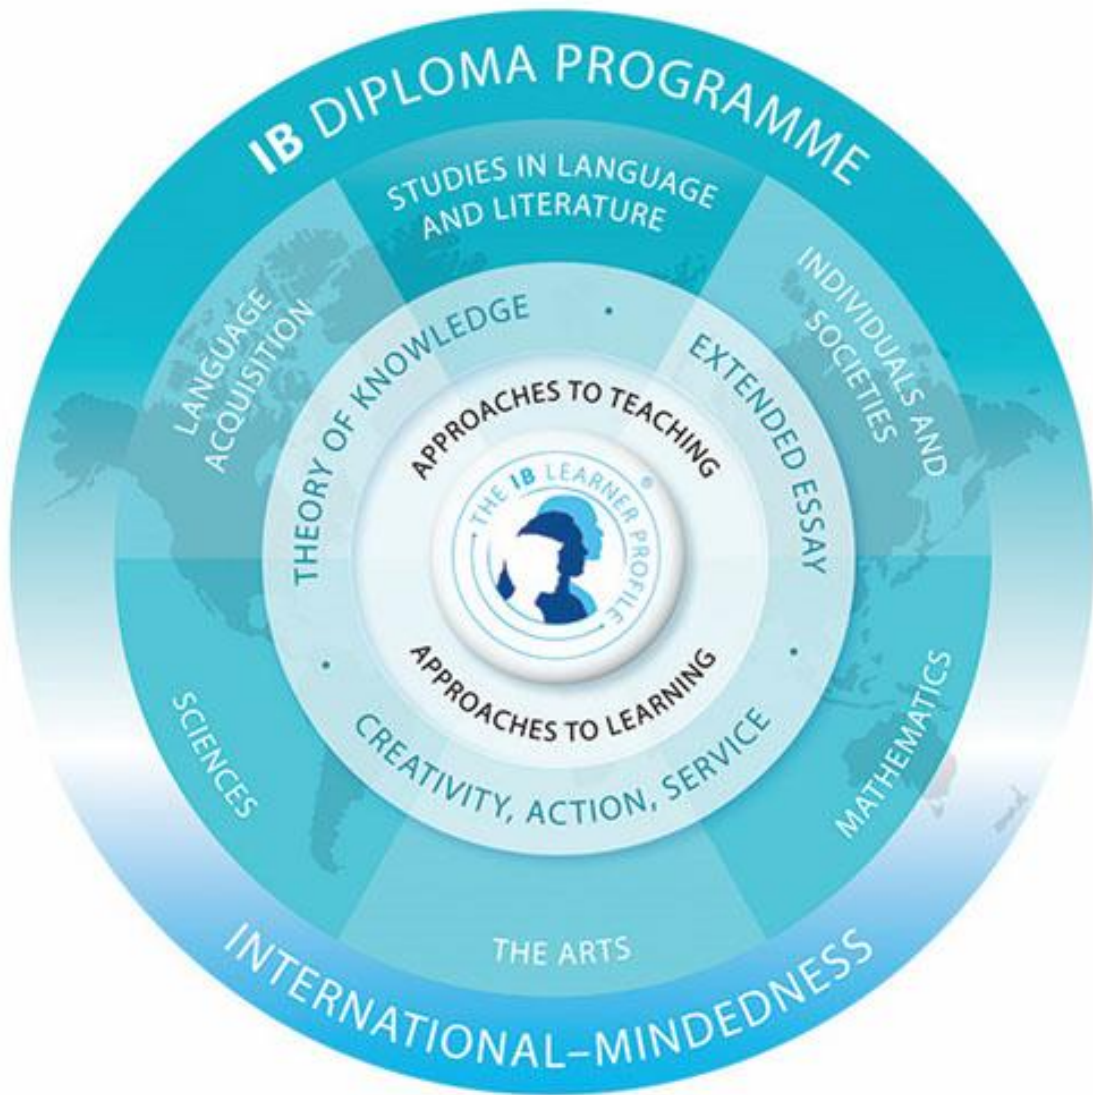 IB DIPLOMA PROGRAMME
STUDIES IN LANGUAGE
AND LITERATURE
LANGUAGE
ACQUISITION
INDIVIDUALS AND
SOCIETIES
THEORY OF KNOWLEDGE
·
EXTENDED ESSAY
·
APPROACHES TO TEACHING
THE IB LEARNER PROFILE
®
APPROACHES TO LEARNING
·
CREATIVITY, ACTION, SERVICE
SCIENCES
MATHEMATICS
THE ARTS
INTERNATIONAL–MINDEDNESS